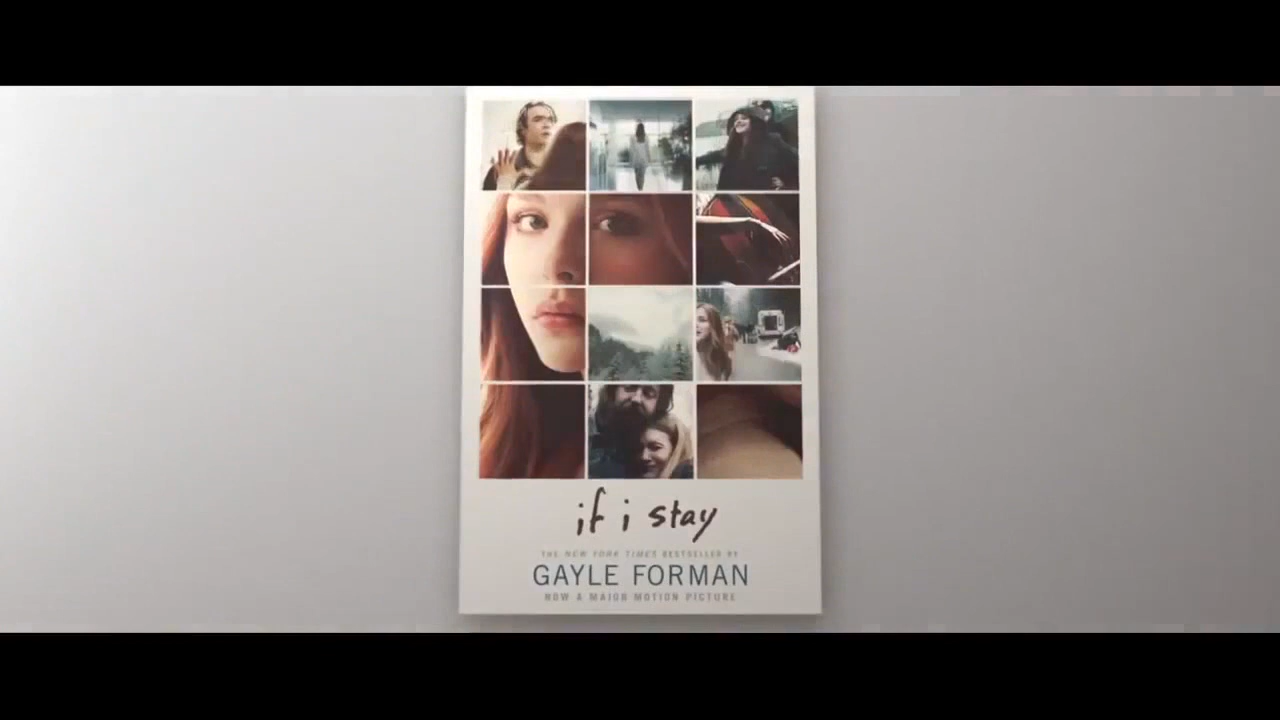 if i stay
THE NEW YORK TIMES BESTSELLER BY
GAYLE FORMAN
NOW A MAJOR MOTION PICTURE